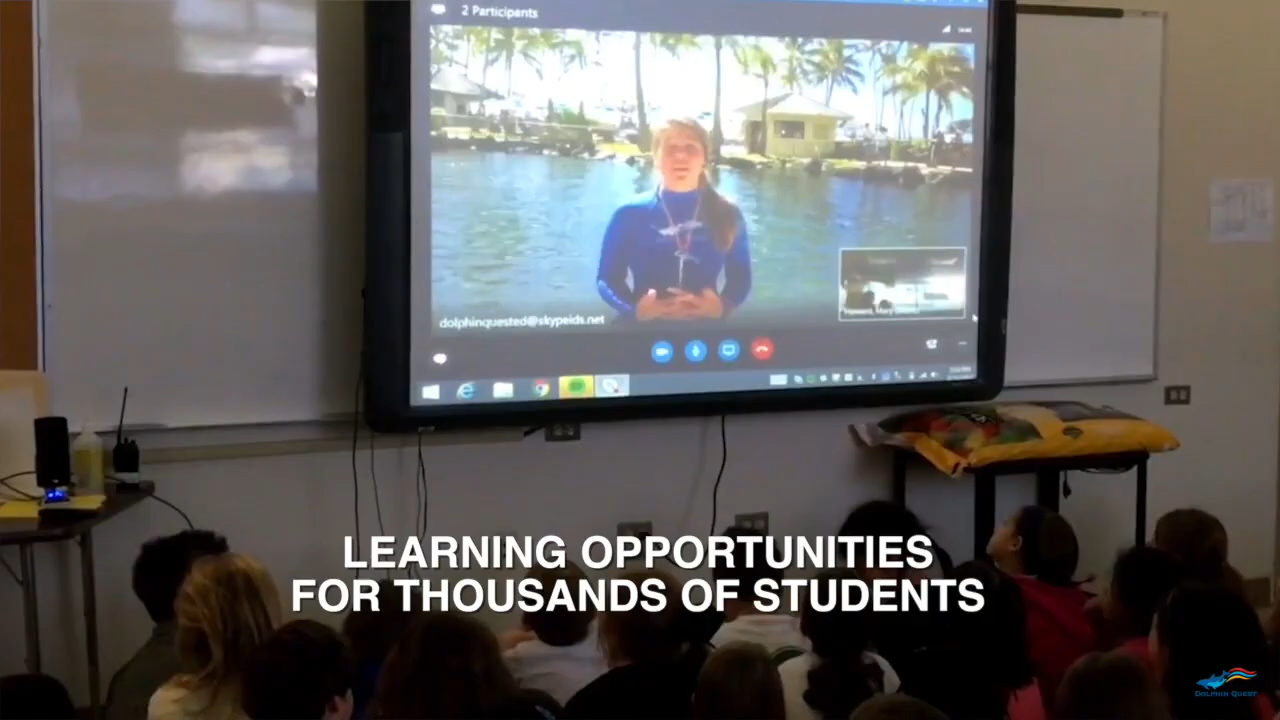 2 Participants
dolphinquested@skypeids.net
LEARNING OPPORTUNITIES
FOR THOUSANDS OF STUDENTS
DOLPHIN QUEST